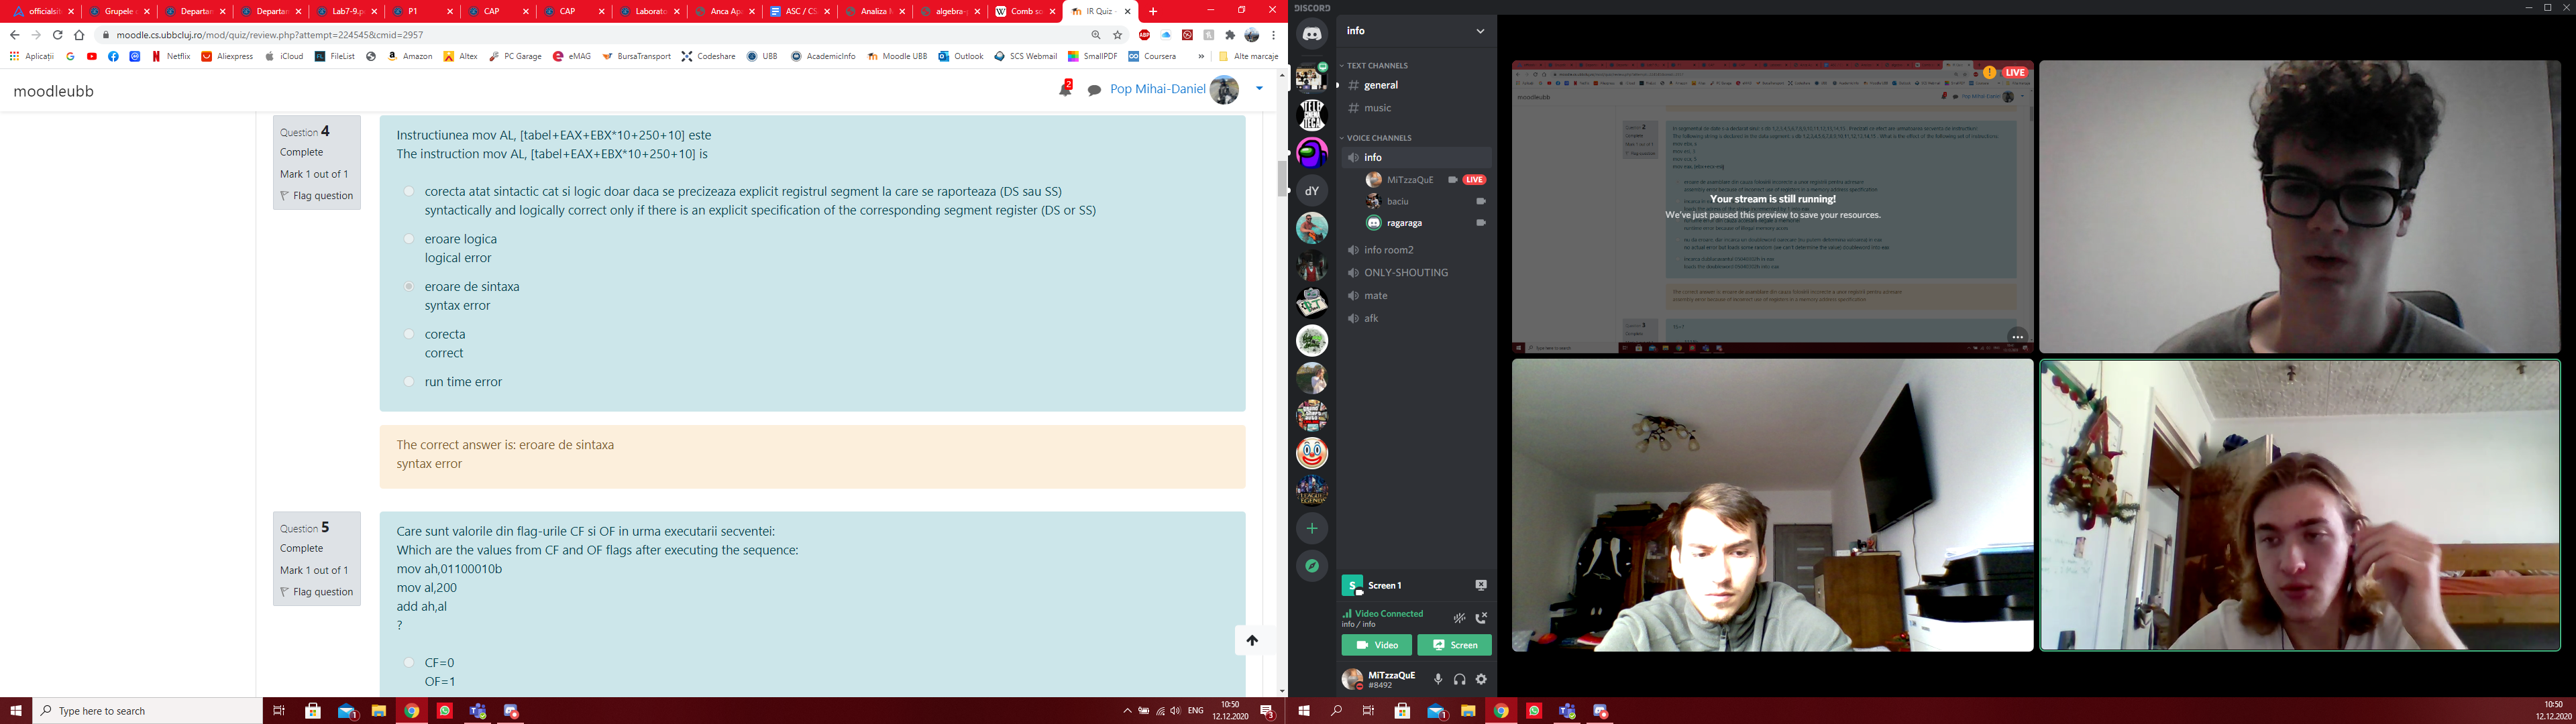 officialsit
Grupele
Departan
Departan
Lab7-9.p
P1
CAP
CAP
Laborato
Anca Ap
ASC / CS
Analiza
algebra-
Comb so
IR Quiz -
moodle.cs.ubbcluj.ro/mod/quiz/review.php?attempt=224545&cmid=2957
Aplicații
Netflix
Aliexpress
iCloud
FileList
Amazon
Altex
PC Garage
eMAG
BursaTransport
Codeshare
UBB
AcademicInfo
Moodle UBB
Outlook
SCS Webmail
SmallPDF
Coursera
»
Alte marcaje
moodleubb
2
Pop Mihai-Daniel
Question 4
Complete
Mark 1 out of 1
Flag question
Instructiunea mov AL, [tabel+EAX+EBX*10+250+10] este
The instruction mov AL, [tabel+EAX+EBX*10+250+10] is
corecta atat sintactic cat si logic doar daca se precizeaza explicit registrul segment la care se raporteaza (DS sau SS)
syntactically and logically correct only if there is an explicit specification of the corresponding segment register (DS or SS)
eroare logica
logical error
eroare de sintaxa
syntax error
corecta
correct
run time error
The correct answer is: eroare de sintaxa
syntax error
Question 5
Complete
Mark 1 out of 1
Flag question
Care sunt valorile din flag-urile CF si OF in urma executarii secventei:
Which are the values from CF and OF flags after executing the sequence:
mov ah,01100010b
mov al,200
add ah,al
?
CF=0
OF=1
Type here to search
ENG
10:50
12.12.2020
3
DISCORD
info
TEXT CHANNELS
# general
# music
VOICE CHANNELS
info
MiTzzaQuE
LIVE
baciu
ragaraga
info room2
ONLY-SHOUTING
mate
afk
dY
LEAGUE
LEGENDS
S
Screen 1
Video Connected
info / info
Video
Screen
MiTzzaQuE
#8492
LIVE
Your stream is still running!
We've just paused this preview to save your resources.
10:50
12.12.2020